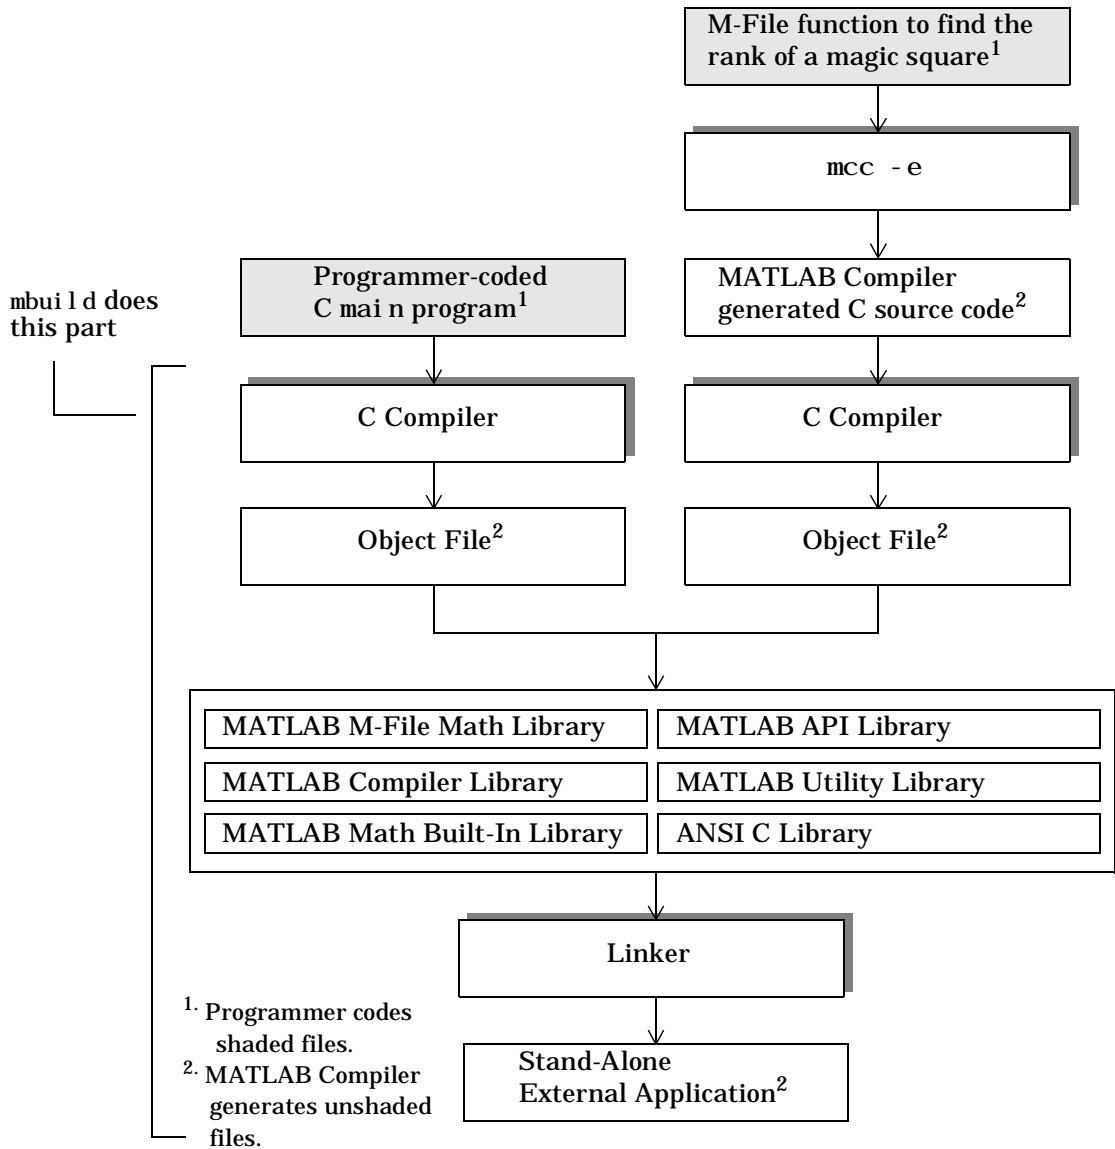 M-File function to find the
rank of a magic square1
mcc -e
Programmer-coded
C main program1
MATLAB Compiler
generated C source code2
mbuild does
this part
C Compiler
C Compiler
Object File2
Object File2
MATLAB M-File Math Library
MATLAB API Library
MATLAB Compiler Library
MATLAB Utility Library
MATLAB Math Built-In Library
ANSI C Library
Linker
1. Programmer codes
shaded files.
2. MATLAB Compiler
generates unshaded
files.
Stand-Alone
External Application2